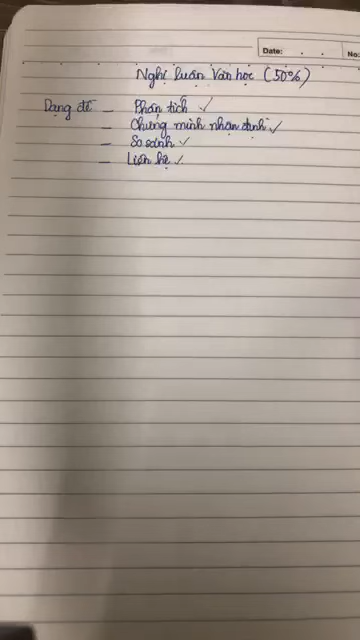 Date: . .
No:
Nghị luận Văn học (50%)
Dạng đề – Phân tích ✓
– Chứng minh nhận định ✓
– So sánh ✓
– Liên hệ ✓